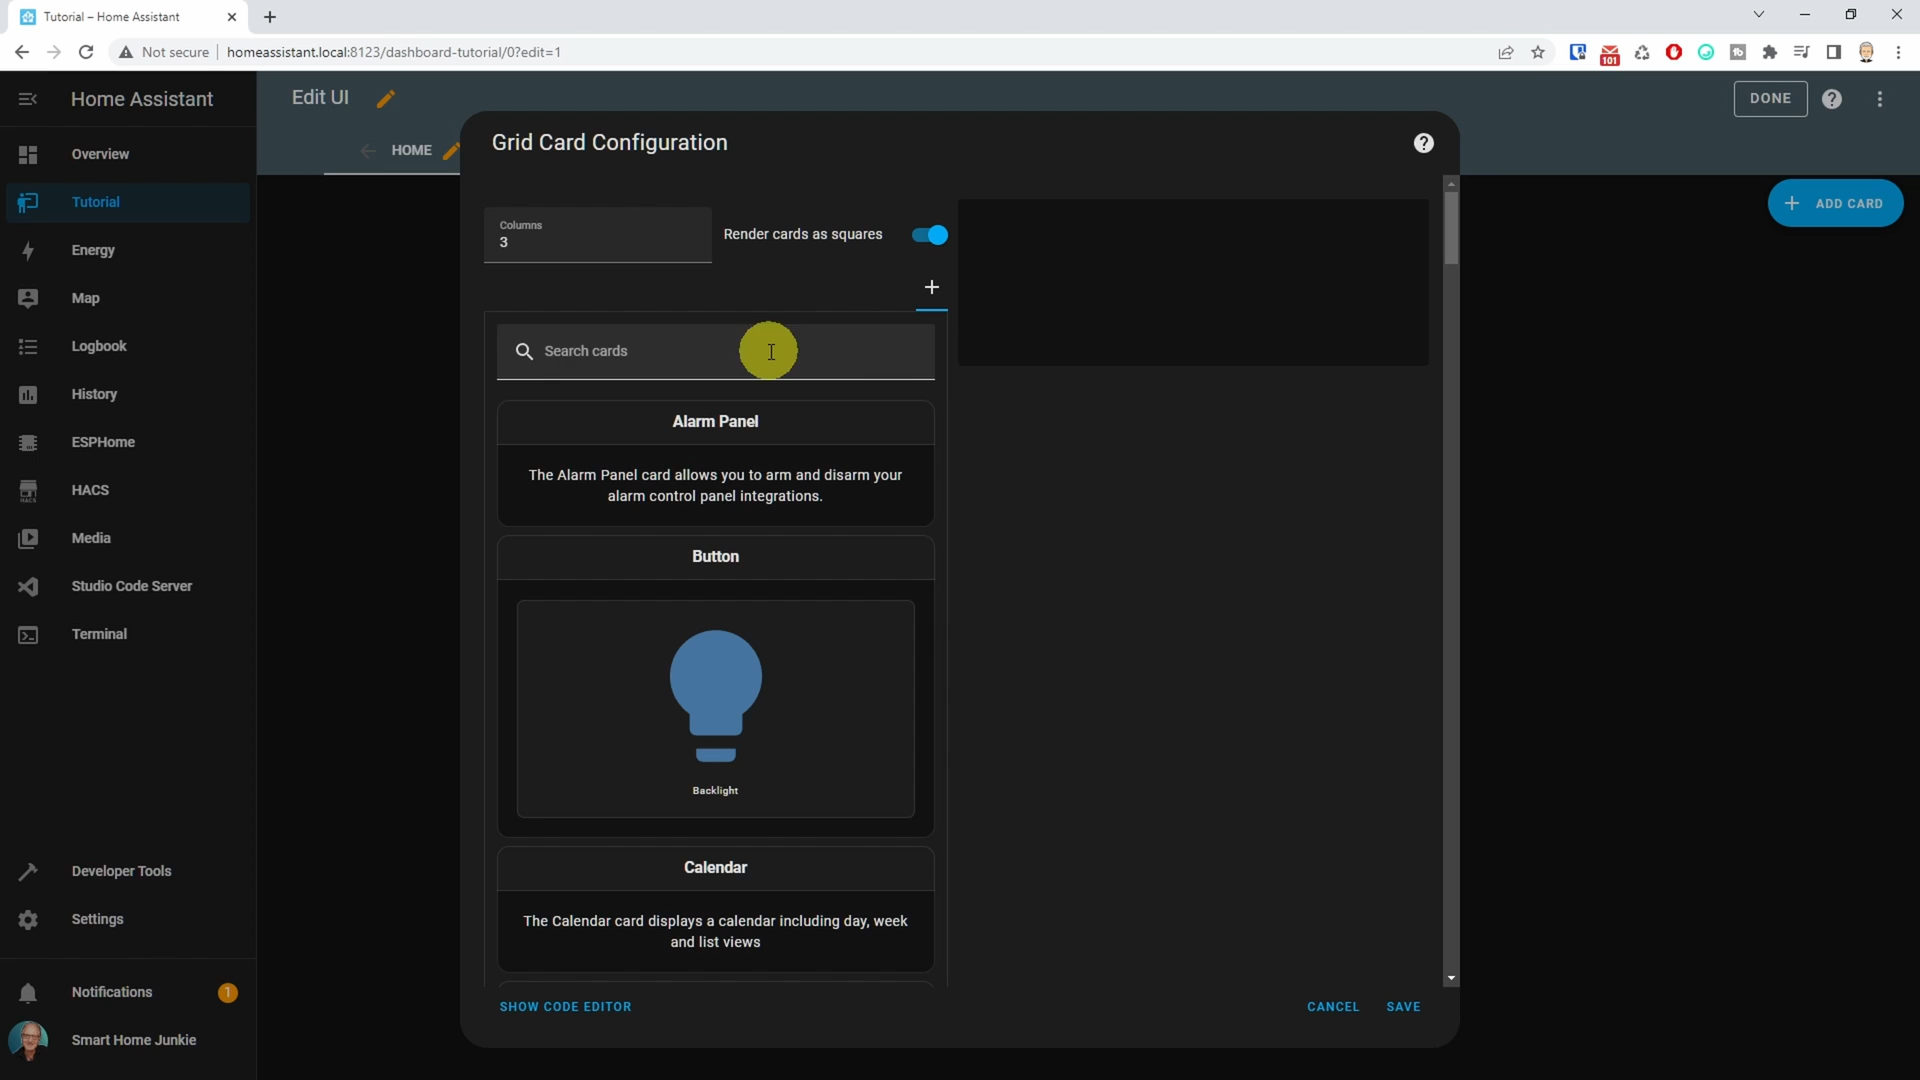 Tutorial – Home Assistant
Not secure
homeassistant.local:8123/dashboard-tutorial/0?edit=1
101
Home Assistant
Edit UI
DONE
HOME
Grid Card Configuration
Overview
Tutorial
Energy
Map
Logbook
History
ESPHome
HACS
HACS
Media
Studio Code Server
Terminal
Developer Tools
Settings
Notifications
1
Smart Home Junkie
Columns
3
Render cards as squares
ADD CARD
Search cards
Alarm Panel
The Alarm Panel card allows you to arm and disarm your
alarm control panel integrations.
Button
Backlight
Calendar
The Calendar card displays a calendar including day, week
and list views
SHOW CODE EDITOR
CANCEL
SAVE